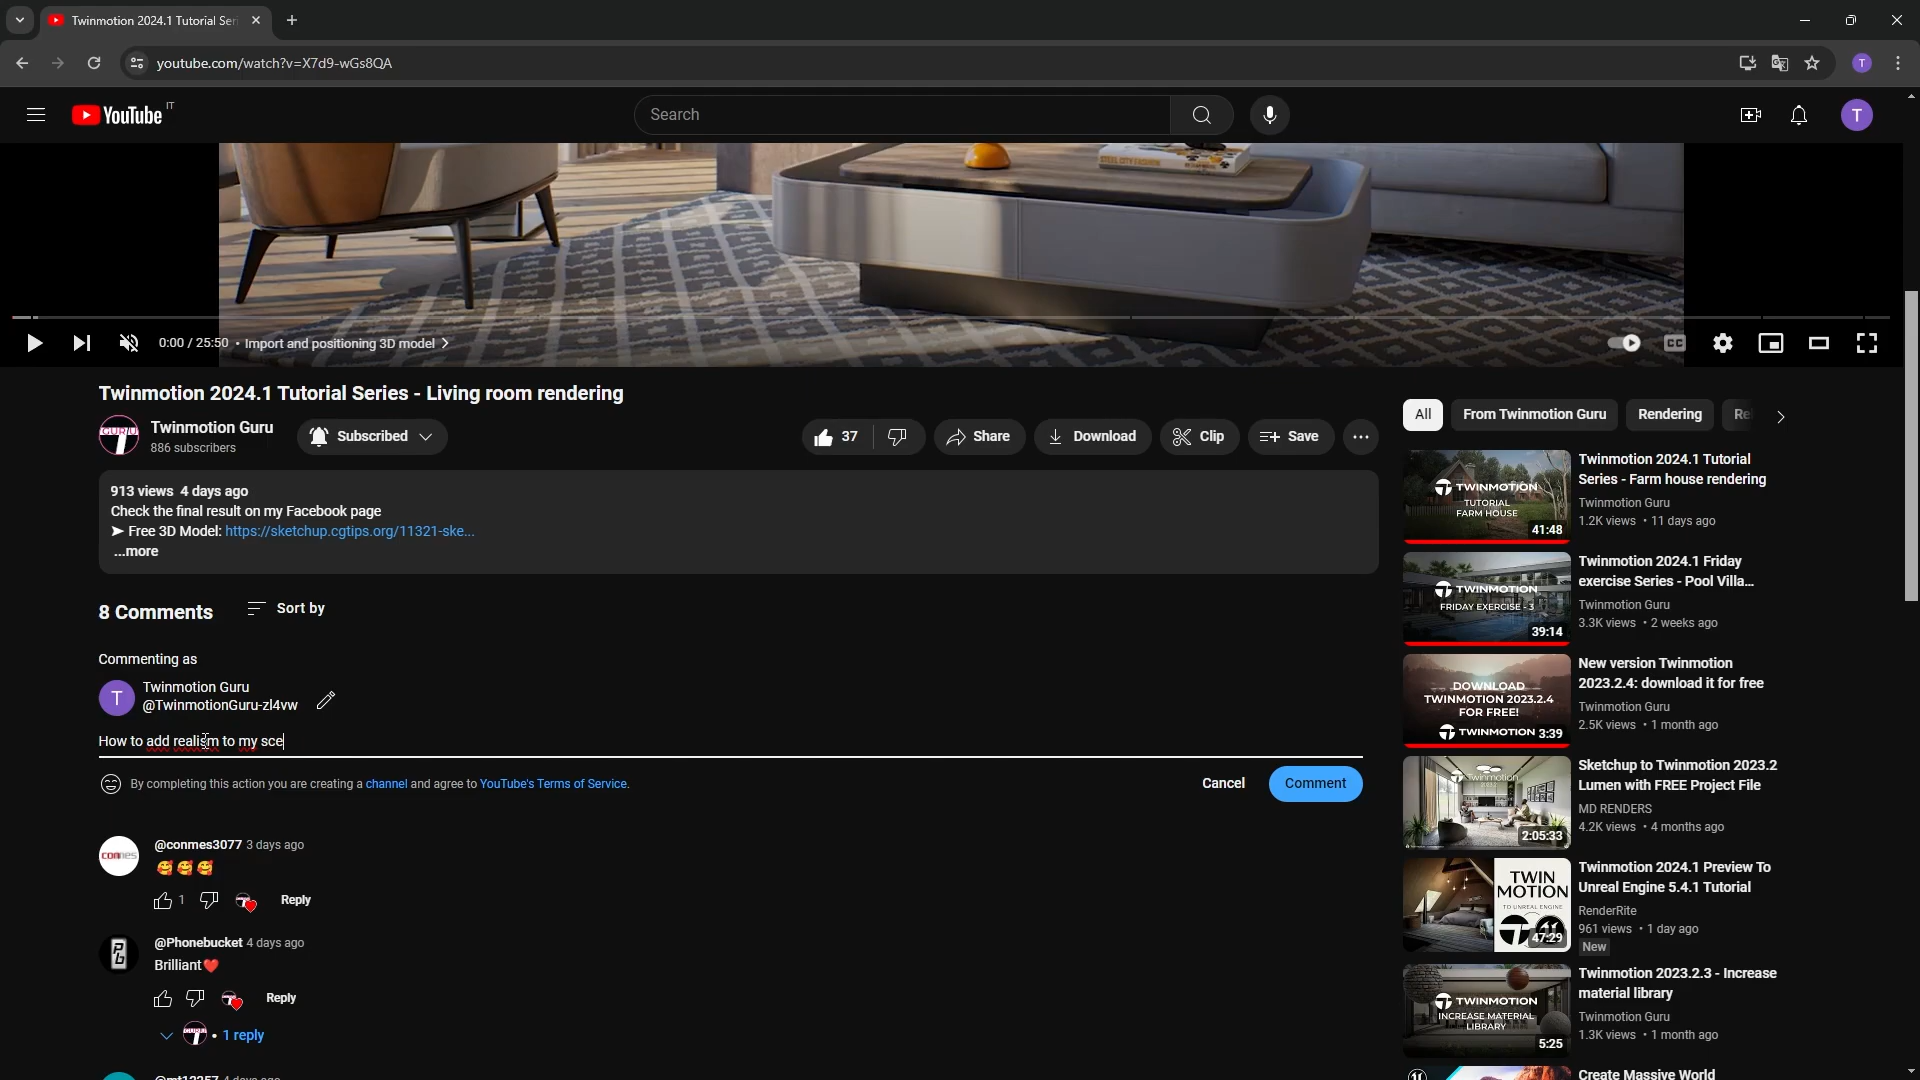 Twinmotion 2024.1 Tutorial Ser
youtube.com/watch?v=X7d9-wGs8QA
T
YouTube
IT
Search
T
STEEL CITY FASHION
0:00 / 25:50 • Import and positioning 3D model
CC
Twinmotion 2024.1 Tutorial Series - Living room rendering
GURU
Twinmotion Guru
886 subscribers
Subscribed
37
Share
Download
Clip
Save
913 views 4 days ago
Check the final result on my Facebook page
➤ Free 3D Model: https://sketchup.cgtips.org/11321-ske...
...more
8 Comments
Sort by
Commenting as
T
Twinmotion Guru
@TwinmotionGuru-zl4vw
How to add realism to my sce
By completing this action you are creating a channel and agree to YouTube's Terms of Service.
Cancel
Comment
conmes
@conmes3077 3 days ago
🥰🥰🥰
1
Reply
@Phonebucket 4 days ago
Brilliant❤️
Reply
• 1 reply
All
From Twinmotion Guru
Rendering
Re
TWINMOTION
TUTORIAL
FARM HOUSE
41:48
Twinmotion 2024.1 Tutorial
Series - Farm house rendering
Twinmotion Guru
1.2K views • 11 days ago
TWINMOTION
FRIDAY EXERCISE - 3
39:14
Twinmotion 2024.1 Friday
exercise Series - Pool Villa...
Twinmotion Guru
3.3K views • 2 weeks ago
DOWNLOAD
TWINMOTION 2023.2.4
FOR FREE!
TWINMOTION
3:39
New version Twinmotion
2023.2.4: download it for free
Twinmotion Guru
2.5K views • 1 month ago
Twinmotion
2:05:33
Sketchup to Twinmotion 2023.2
Lumen with FREE Project File
MD RENDERS
4.2K views • 4 months ago
TWIN
MOTION
TO UNREAL ENGINE
47:29
Twinmotion 2024.1 Preview To
Unreal Engine 5.4.1 Tutorial
RenderRite
961 views • 1 day ago
New
TWINMOTION
INCREASE MATERIAL
LIBRARY
5:25
Twinmotion 2023.2.3 - Increase
material library
Twinmotion Guru
1.3K views • 1 month ago
Create Massive World